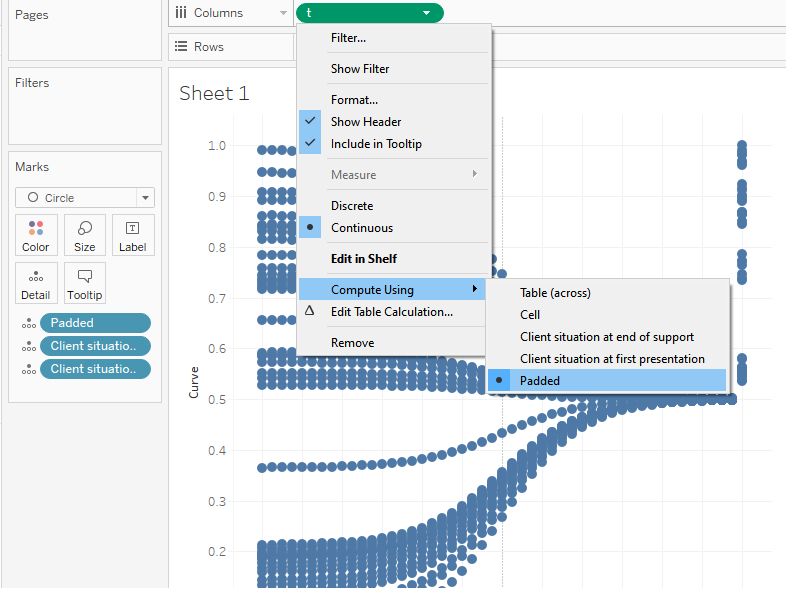 Pages
Columns
t
Rows
Filters
Sheet 1
Marks
Circle
Color
Size
Label
Detail
Tooltip
Padded
Client situatio..
Client situatio..
Filter...
Show Filter
Format...
Show Header
Include in Tooltip
Measure
Discrete
Continuous
Edit in Shelf
Compute Using
Edit Table Calculation...
Remove
Table (across)
Cell
Client situation at end of support
Client situation at first presentation
Padded
Curve
1.0
0.9
0.8
0.7
0.6
0.5
0.4
0.3
0.2